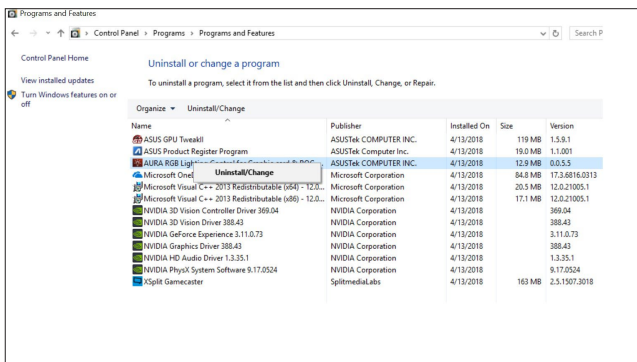 Programs and Features
Control Panel > Programs > Programs and Features
Search P
Control Panel Home
View installed updates
Turn Windows features on or off
Uninstall or change a program
To uninstall a program, select it from the list and then click Uninstall, Change, or Repair.
Organize Uninstall/Change
Name Publisher Installed On Size Version
ASUS GPU TweakII ASUSTek COMPUTER INC. 4/13/2018 119 MB 1.5.9.1
ASUS Product Register Program ASUSTek Computer Inc. 4/13/2018 19.0 MB 1.1.001
AURA RGB Lighting Control for Graphic card & ROG... ASUSTek COMPUTER INC. 4/13/2018 12.9 MB 0.0.5.5
Uninstall/Change
Microsoft Microsoft Corporation 4/13/2018 84.8 MB 17.3.6816.0313
Microsoft Visual C++ 2013 Redistributable (x64) - 12.0... Microsoft Corporation 4/13/2018 20.5 MB 12.0.21005.1
Microsoft Visual C++ 2013 Redistributable (x86) - 12.0... Microsoft Corporation 4/13/2018 17.1 MB 12.0.21005.1
NVIDIA 3D Vision Controller Driver 369.04 NVIDIA Corporation 4/13/2018 369.04
NVIDIA 3D Vision Driver 388.43 NVIDIA Corporation 4/13/2018 388.43
NVIDIA GeForce Experience 3.11.0.73 NVIDIA Corporation 4/13/2018 3.11.0.73
NVIDIA Graphics Driver 388.43 NVIDIA Corporation 4/13/2018 388.43
NVIDIA HD Audio Driver 1.3.35.1 NVIDIA Corporation 4/13/2018 1.3.35.1
NVIDIA PhysX System Software 9.17.0524 NVIDIA Corporation 4/13/2018 9.17.0524
XSplit Gamecaster SplitmediaLabs 4/13/2018 163 MB 2.5.1507.3018